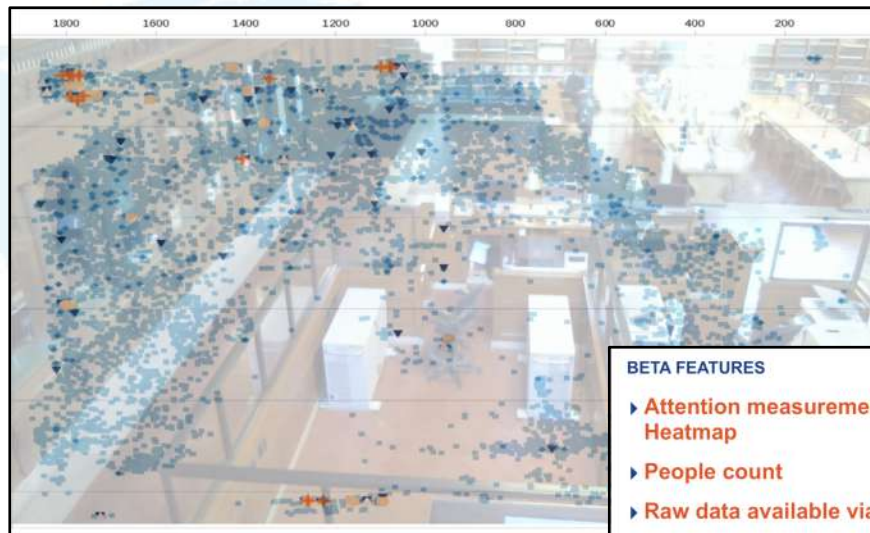 1800 1600 1400 1200 1000 800 600 400 200
BETA FEATURES
Attention measureme
Heatmap
People count
Raw data available via